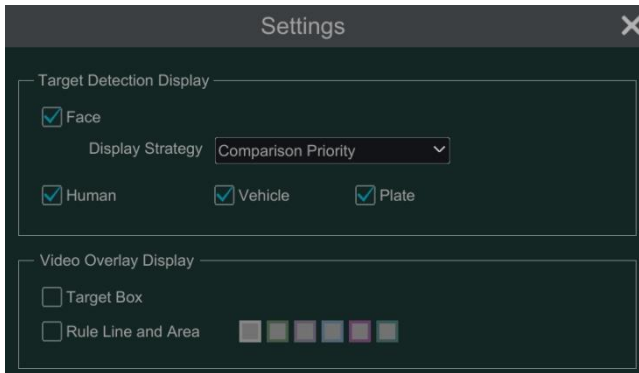 Settings
Target Detection Display
Face
Display Strategy Comparison Priority
Human Vehicle Plate
Video Overlay Display
Target Box
Rule Line and Area